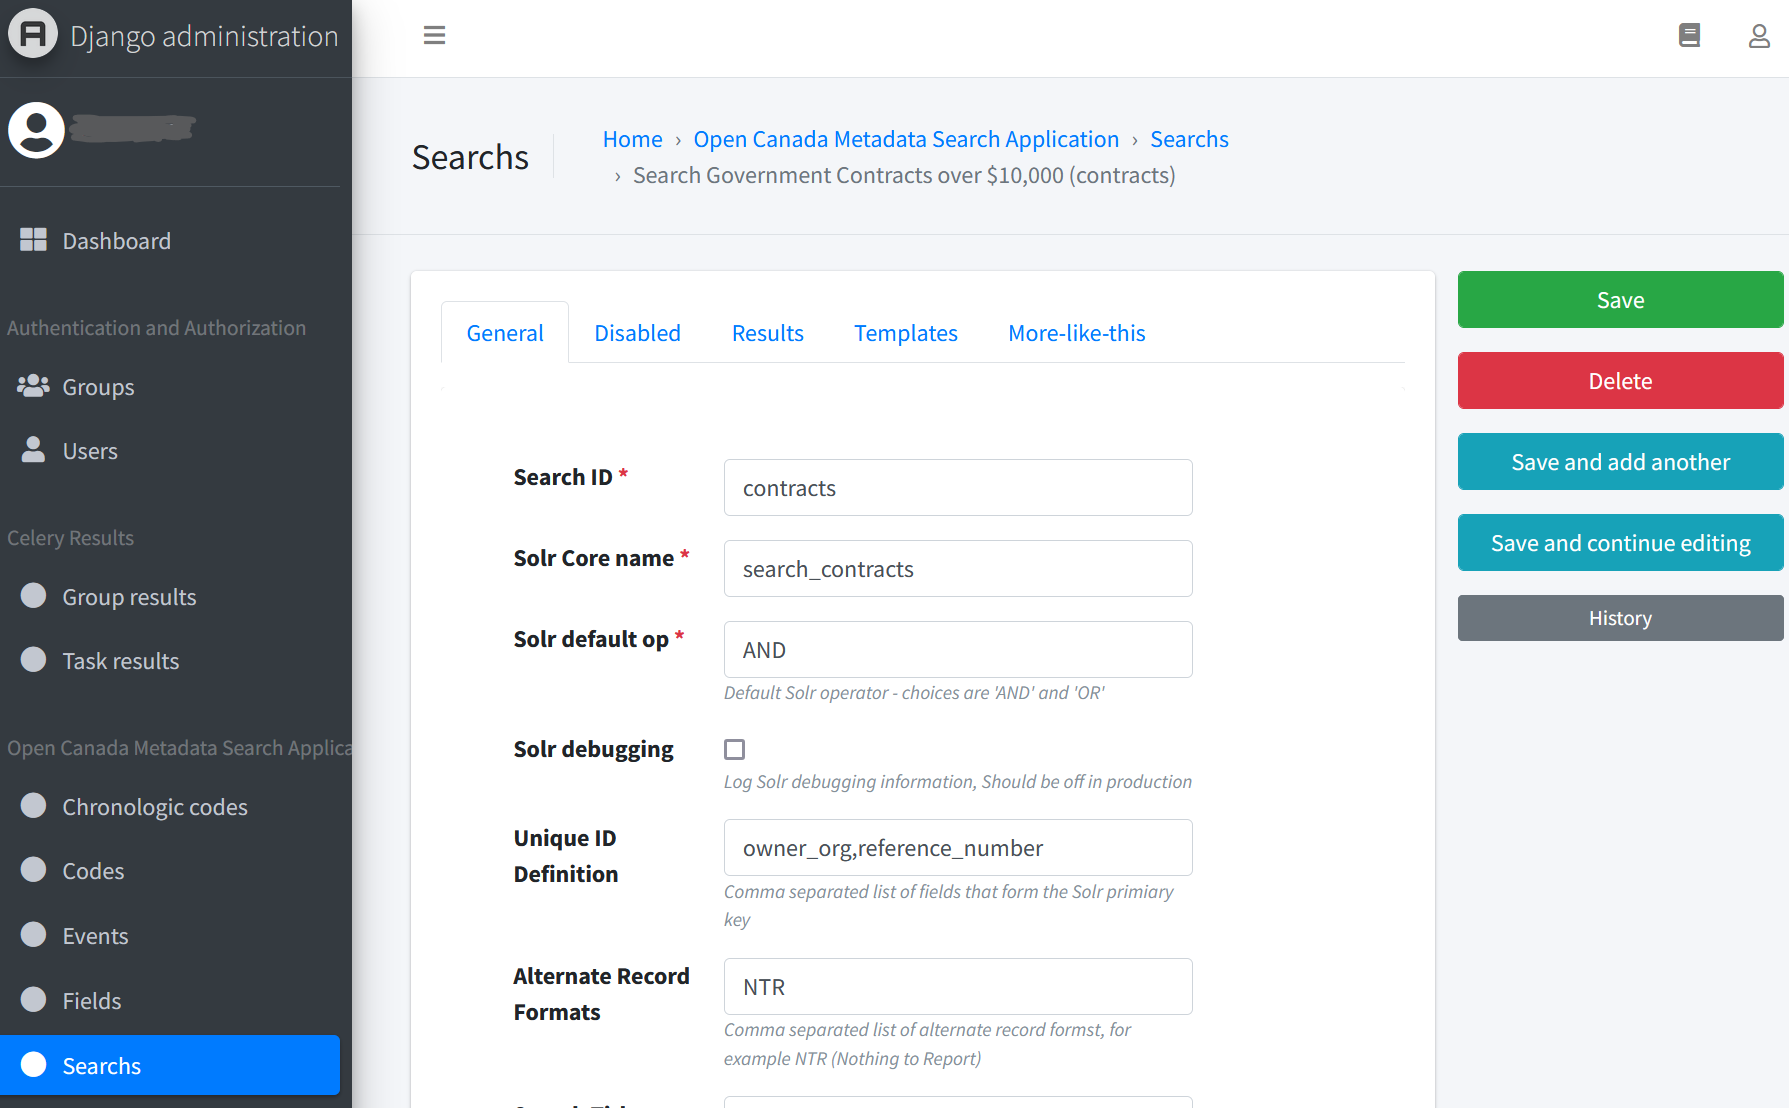 Django administration
Dashboard
Authentication and Authorization
Groups
Users
Celery Results
Group results
Task results
Open Canada Metadata Search Applica
Chronologic codes
Codes
Events
Fields
Searchs
Searchs
Home › Open Canada Metadata Search Application › Searchs
› Search Government Contracts over $10,000 (contracts)
General Disabled Results Templates More-like-this
Search ID * contracts
Solr Core name * search_contracts
Solr default op * AND
Default Solr operator - choices are 'AND' and 'OR'
Solr debugging
Log Solr debugging information, Should be off in production
Unique ID
Definition
owner_org,reference_number
Comma separated list of fields that form the Solr primiary
key
Alternate Record
Formats
NTR
Comma separated list of alternate record formst, for
example NTR (Nothing to Report)
Save
Delete
Save and add another
Save and continue editing
History